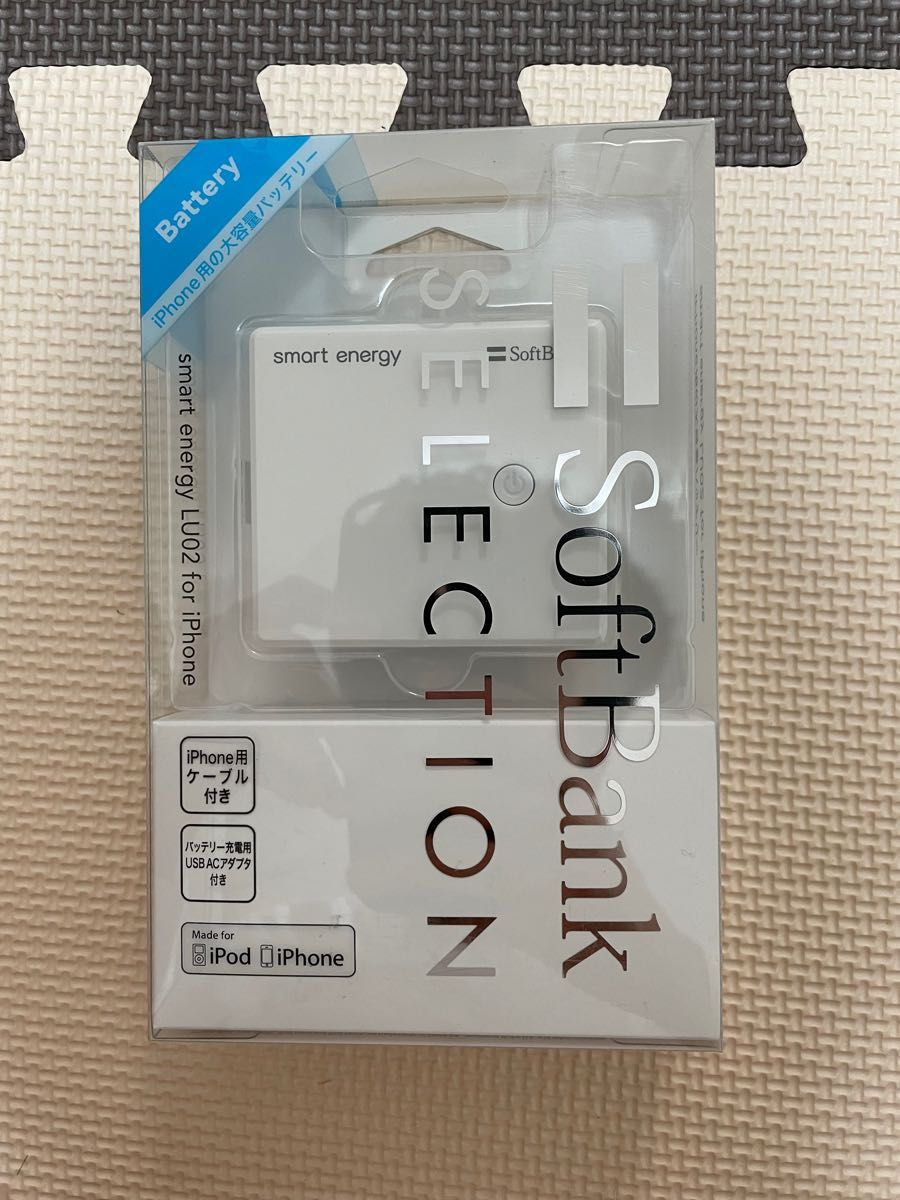 Battery
iPhone用の大容量バッテリー
smart energy
SoftB
smart energy LU02 for iPhone
SoftBank
SELECTION
iPhone用
ケーブル
付き
バッテリー充電用
USB ACアダプタ
付き
Made for
iPod iPhone